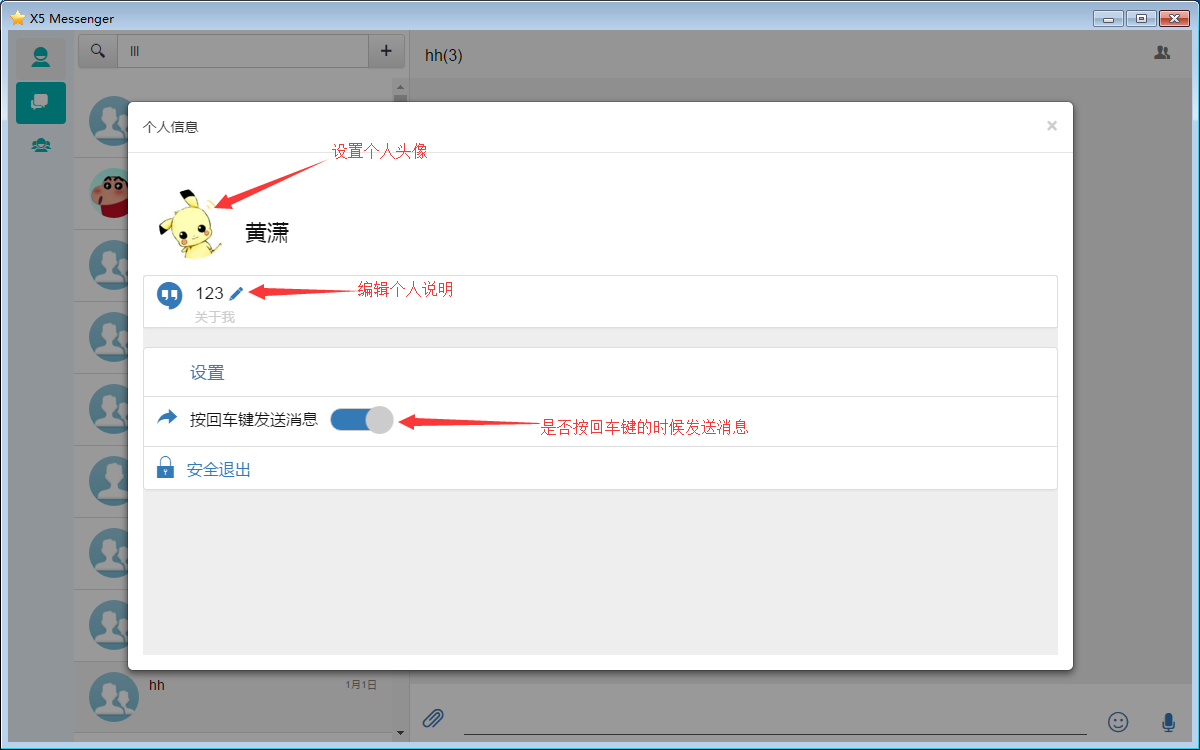 X5 Messenger
lll
hh(3)
个人信息
设置个人头像
黄潇
123
编辑个人说明
关于我
设置
按回车键发送消息
是否按回车键的时候发送消息
安全退出
hh
1月1日